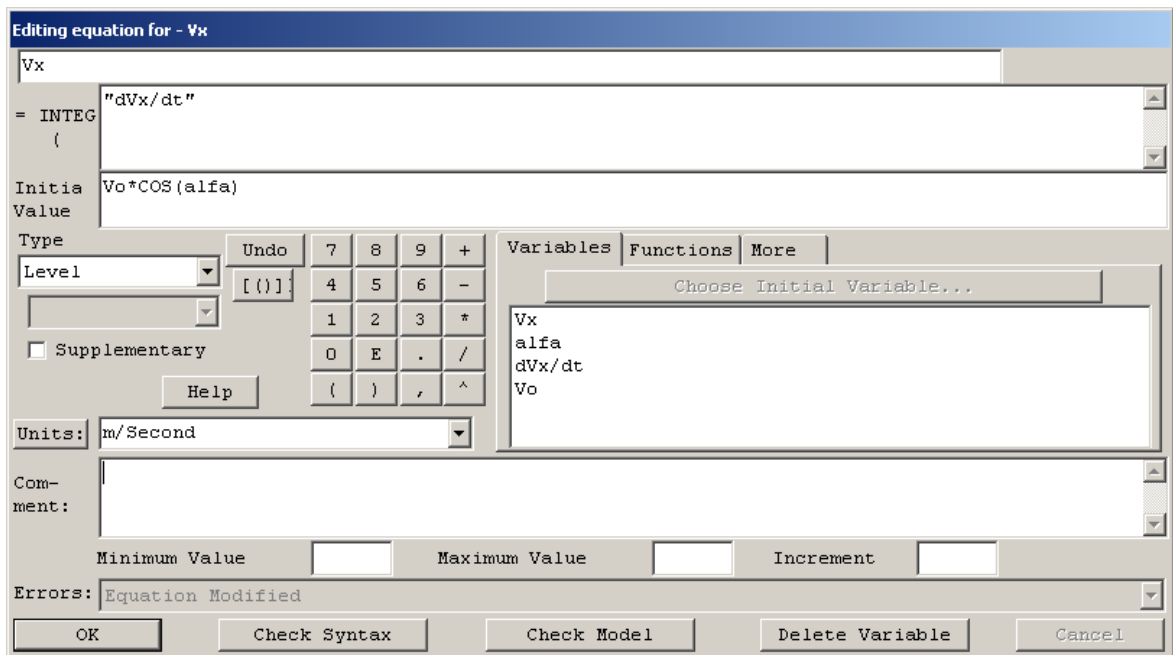 Editing equation for - Vx
Vx
= INTEG
(
"dVx/dt"
Initia
Value
Vo*COS(alfa)
Type
Level
Undo
[()]
7 8 9 +
4 5 6 -
1 2 3 *
0 E . /
( ) , ^
Supplementary
Help
Variables Functions More
Choose Initial Variable...
Vx
alfa
dVx/dt
Vo
Units: m/Second
Com-
ment:
Minimum Value Maximum Value Increment
Errors: Equation Modified
OK Check Syntax Check Model Delete Variable Cancel